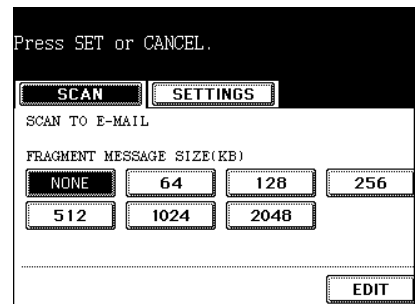 Press SET or CANCEL.
SCAN SETTINGS
SCAN TO E-MAIL
FRAGMENT MESSAGE SIZE(KB)
NONE 64 128 256
512 1024 2048
EDIT